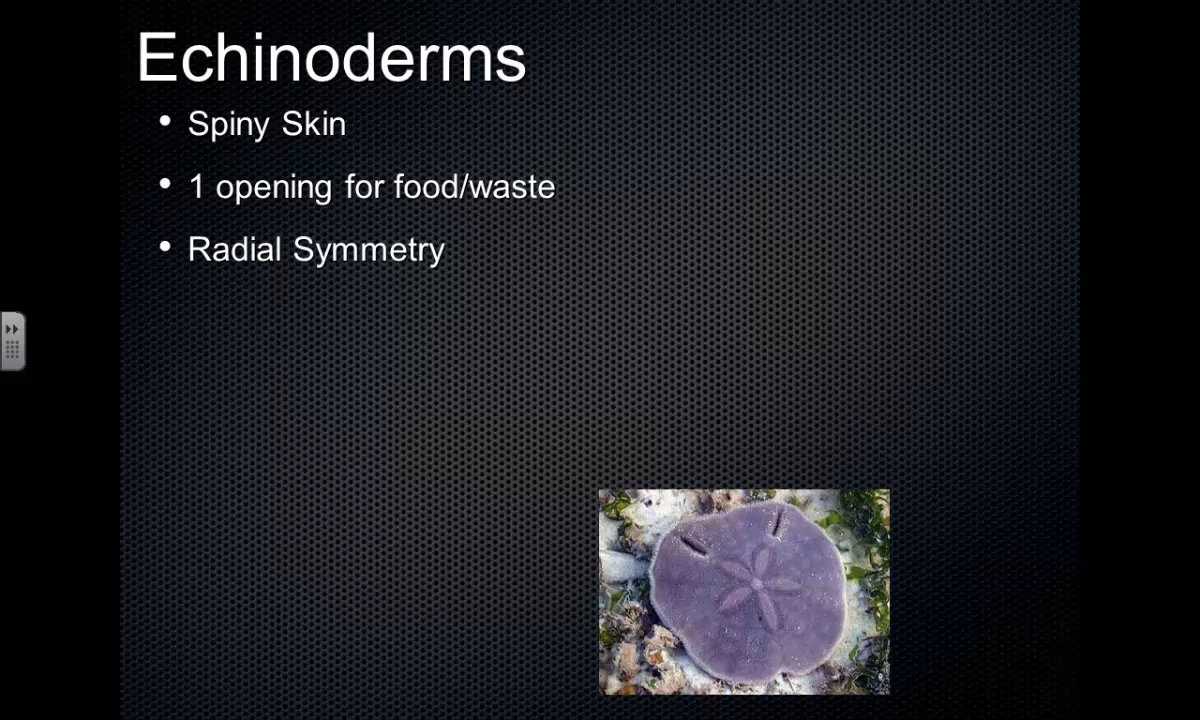 Echinoderms
• Spiny Skin
• 1 opening for food/waste
• Radial Symmetry